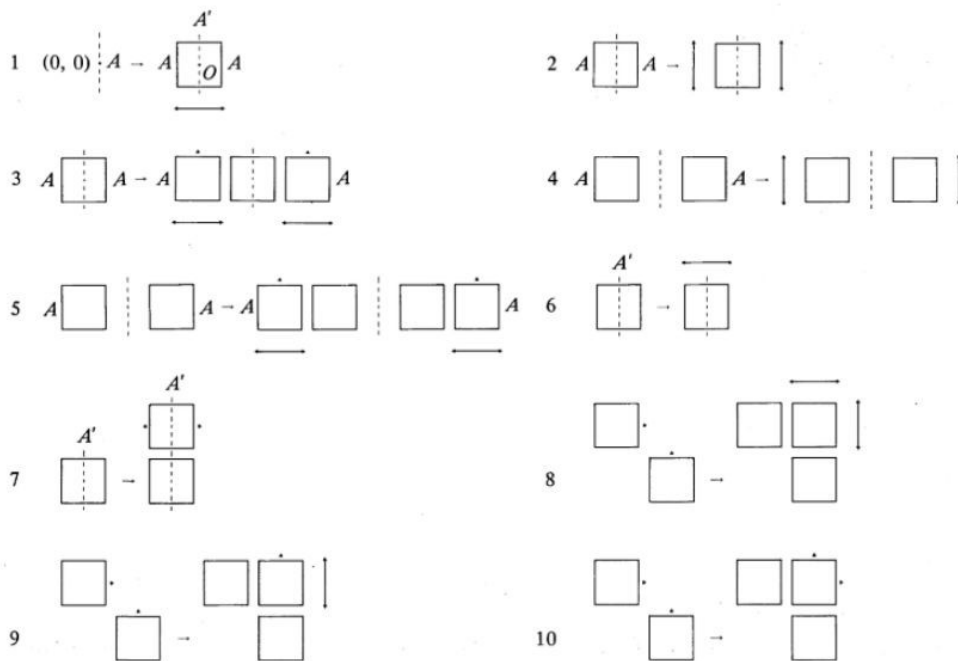 A'
1 (0, 0) A → A O A
2 A A →
3 A A → A A
4 A A →
5 A A → A A
6 A' →
A'
7 A' →
8 →
9 →
10 →